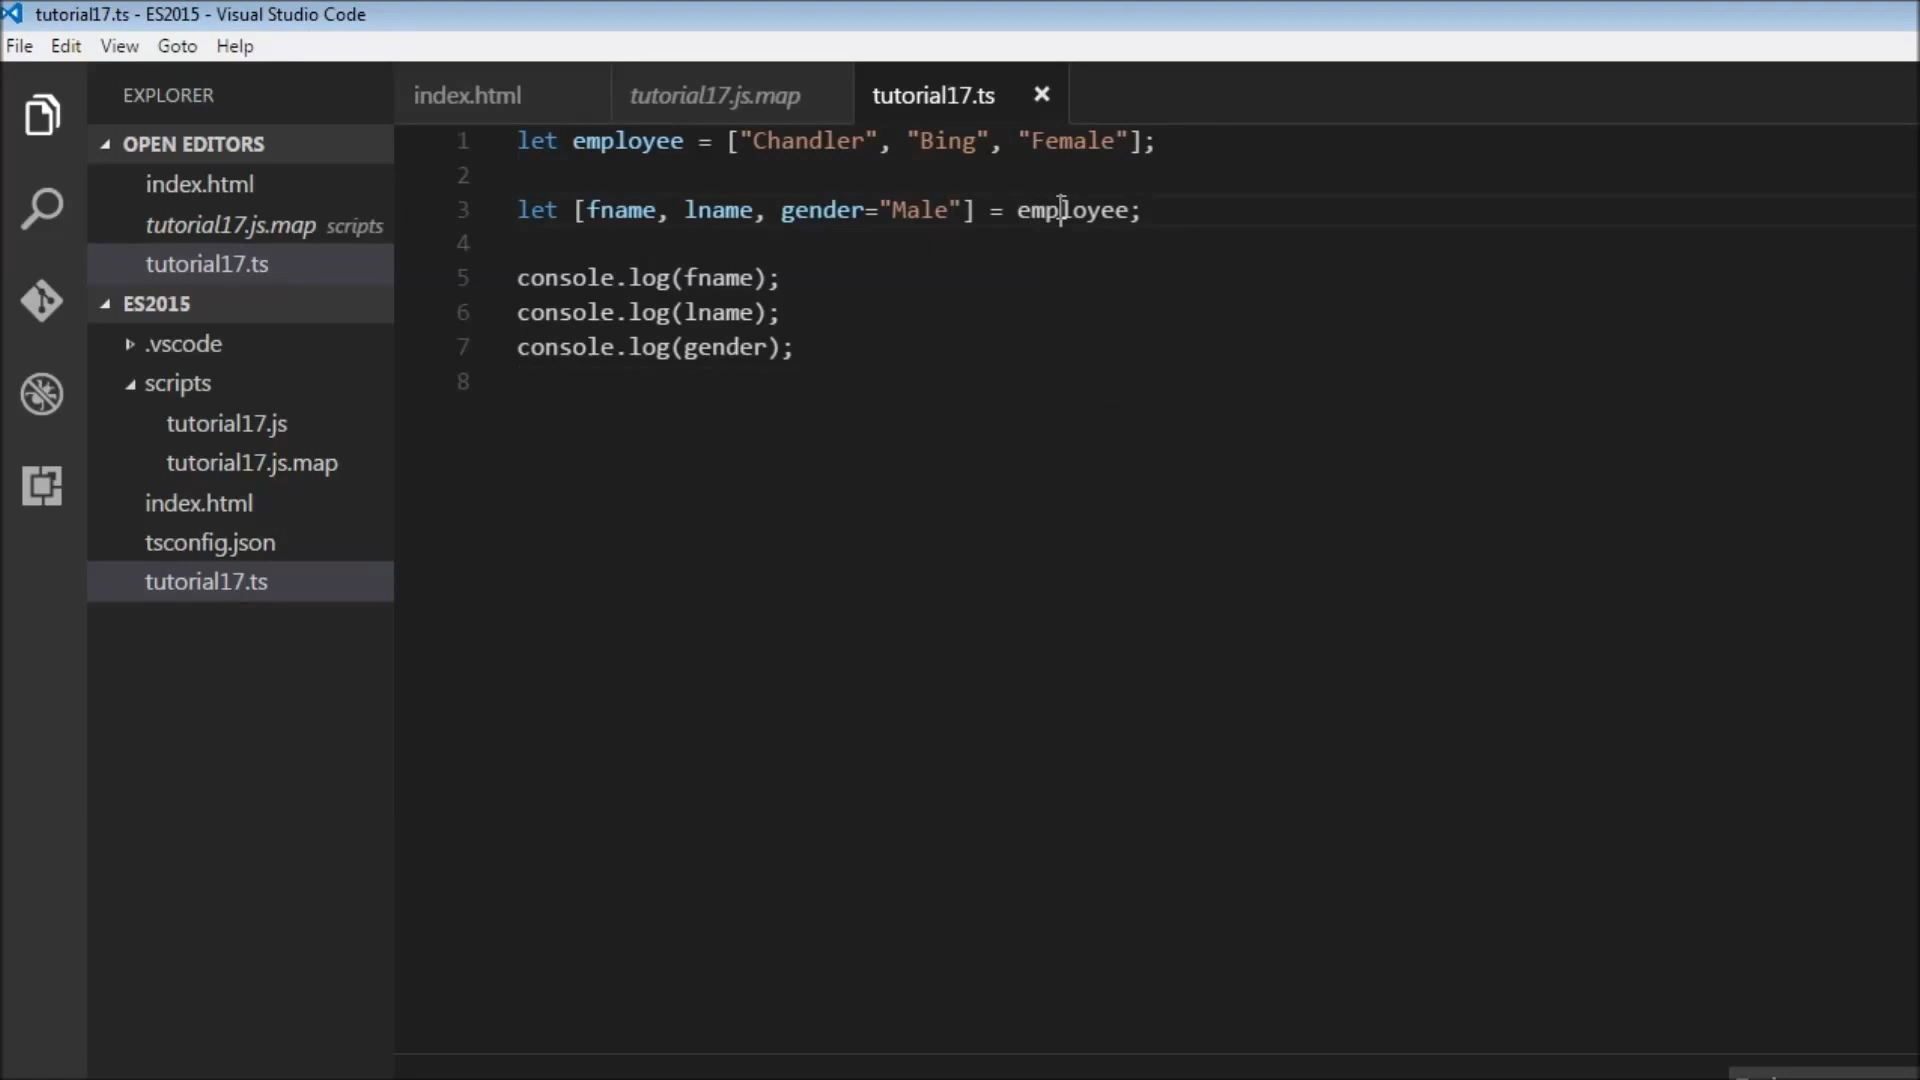 tutorial17.ts - ES2015 - Visual Studio Code
File Edit View Goto Help
EXPLORER
OPEN EDITORS
index.html
tutorial17.js.map scripts
tutorial17.ts
ES2015
.vscode
scripts
tutorial17.js
tutorial17.js.map
index.html
tsconfig.json
tutorial17.ts
index.html tutorial17.js.map tutorial17.ts
1 let employee = ["Chandler", "Bing", "Female"];
2
3 let [fname, lname, gender="Male"] = employee;
4
5 console.log(fname);
6 console.log(lname);
7 console.log(gender);
8